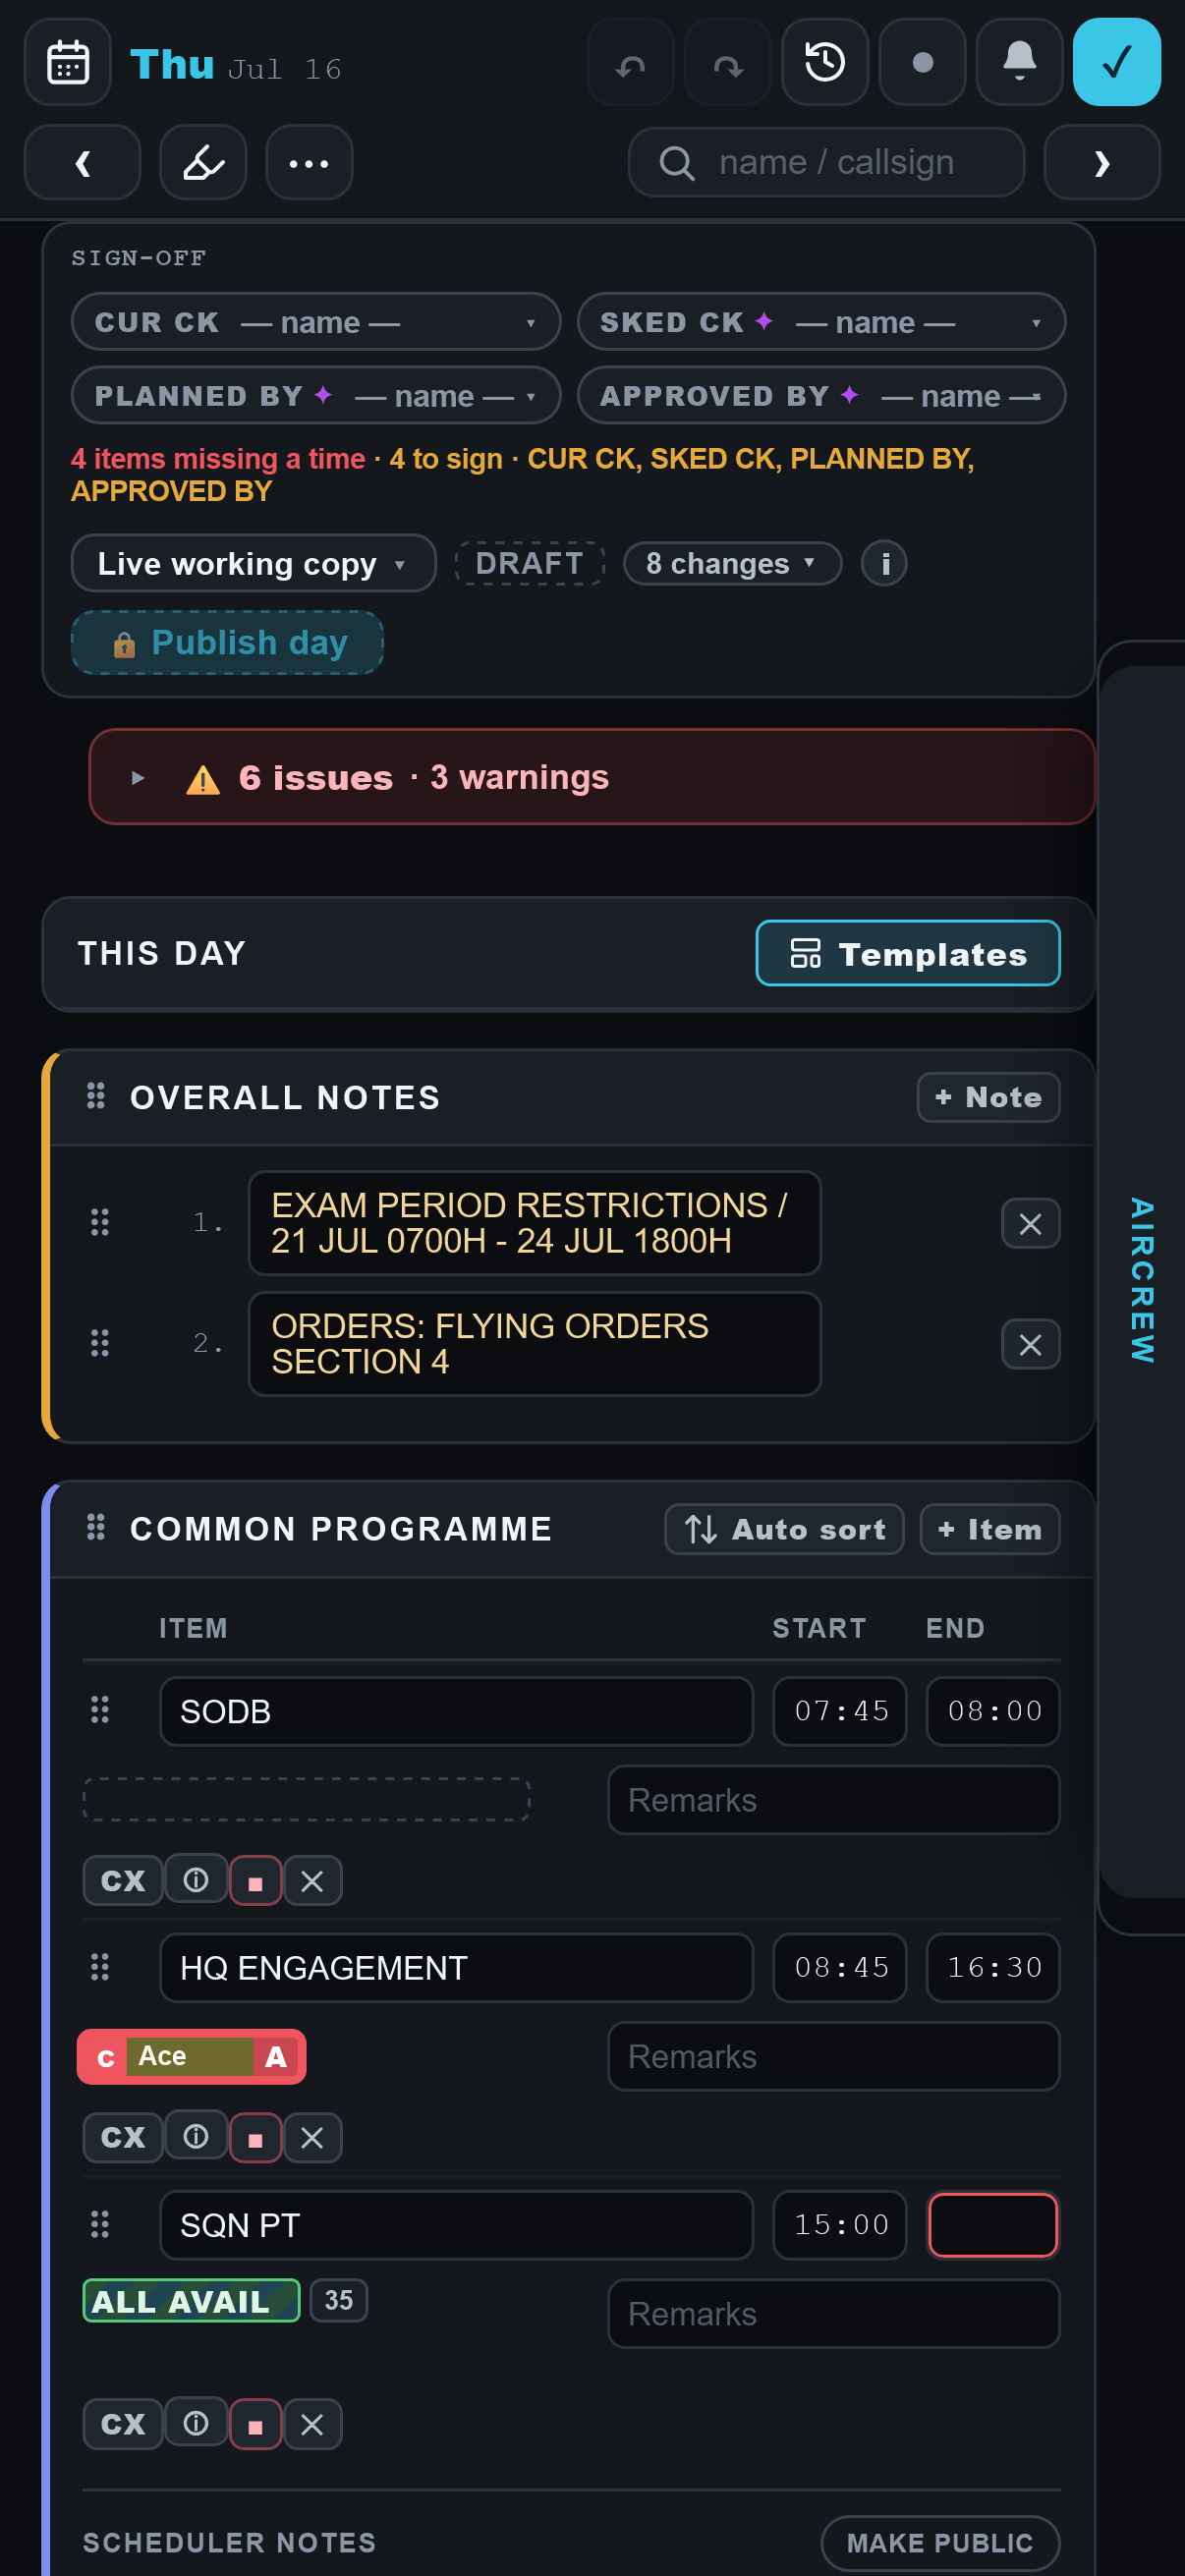 Thu Jul 16
name / callsign
SIGN-OFF
CUR CK — name —
SKED CK ✦ — name —
PLANNED BY ✦ — name —
APPROVED BY ✦ — name —
4 items missing a time · 4 to sign · CUR CK, SKED CK, PLANNED BY,
APPROVED BY
Live working copy
DRAFT
8 changes
i
Publish day
6 issues · 3 warnings
THIS DAY
Templates
OVERALL NOTES
+ Note
1. EXAM PERIOD RESTRICTIONS /
21 JUL 0700H - 24 JUL 1800H
2. ORDERS: FLYING ORDERS
SECTION 4
AIRCREW
COMMON PROGRAMME
Auto sort
+ Item
ITEM START END
SODB 07:45 08:00
Remarks
CX
HQ ENGAGEMENT 08:45 16:30
c Ace A
Remarks
CX
SQN PT 15:00
ALL AVAIL 35
Remarks
CX
SCHEDULER NOTES
MAKE PUBLIC